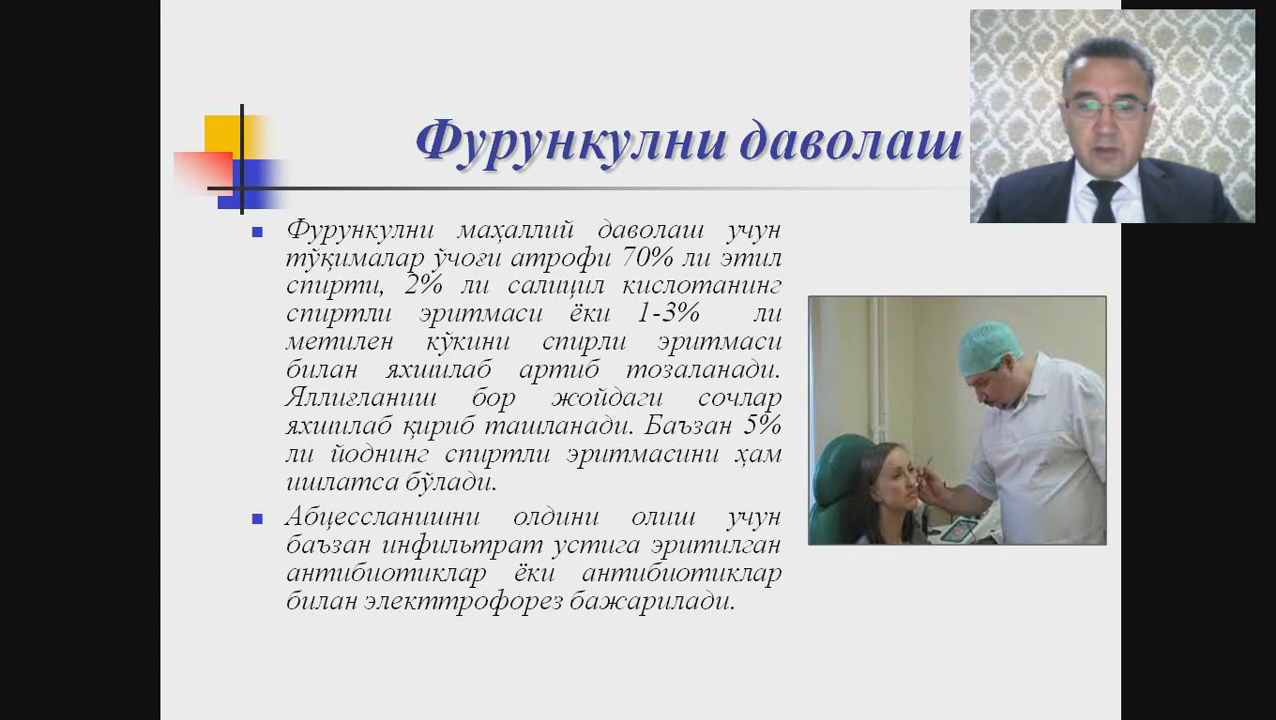 Фурункулни даволаш
Фурункулни маҳаллий даволаш учун
тўқималар ўчоғи атрофи 70% ли этил
спирти, 2% ли салицил кислотанинг
спиртли эритмаси ёки 1-3% ли
метилен кўкини спирли эритмаси
билан яхшилаб артиб тозаланади.
Яллиғланиш бор жойдаги сочлар
яхшилаб қириб ташланади. Баъзан 5%
ли йоднинг спиртли эритмасини ҳам
ишлатса бўлади.
Абцессланишни олдини олиш учун
баъзан инфильтрат устига эритилган
антибиотиклар ёки антибиотиклар
билан электтрофорез бажарилади.